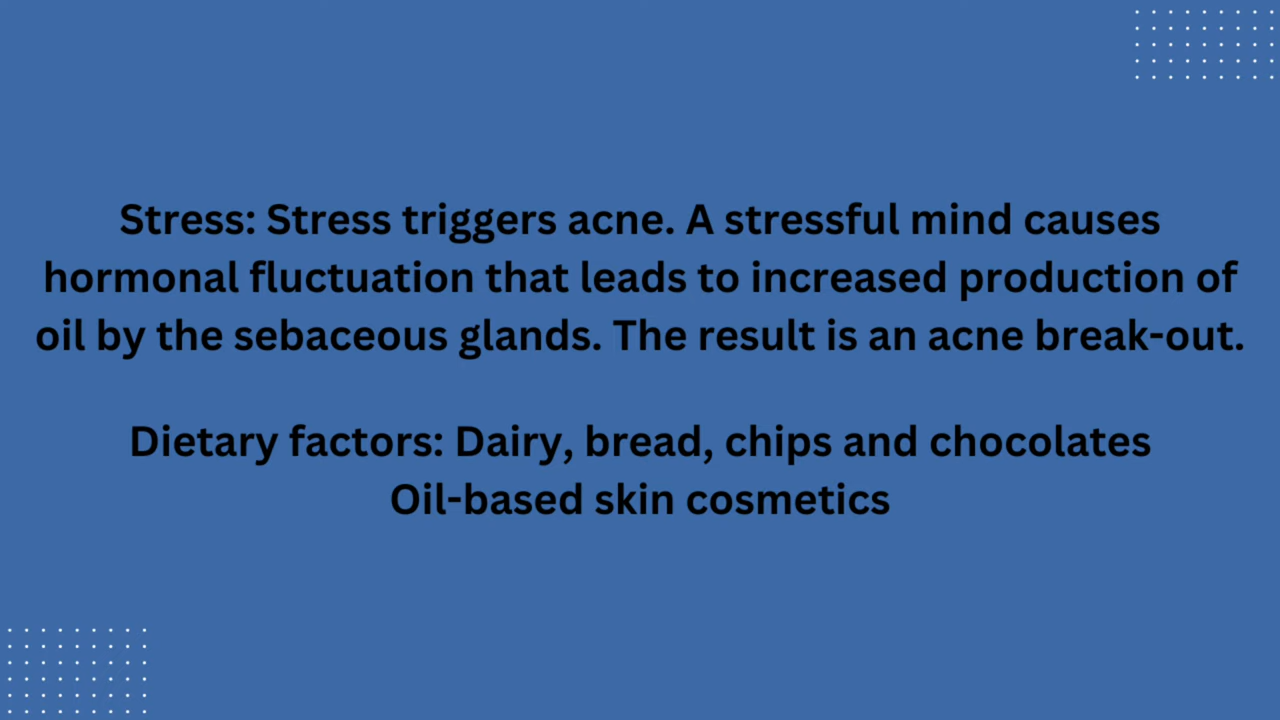 Stress: Stress triggers acne. A stressful mind causes
hormonal fluctuation that leads to increased production of
oil by the sebaceous glands. The result is an acne break-out.
Dietary factors: Dairy, bread, chips and chocolates
Oil-based skin cosmetics